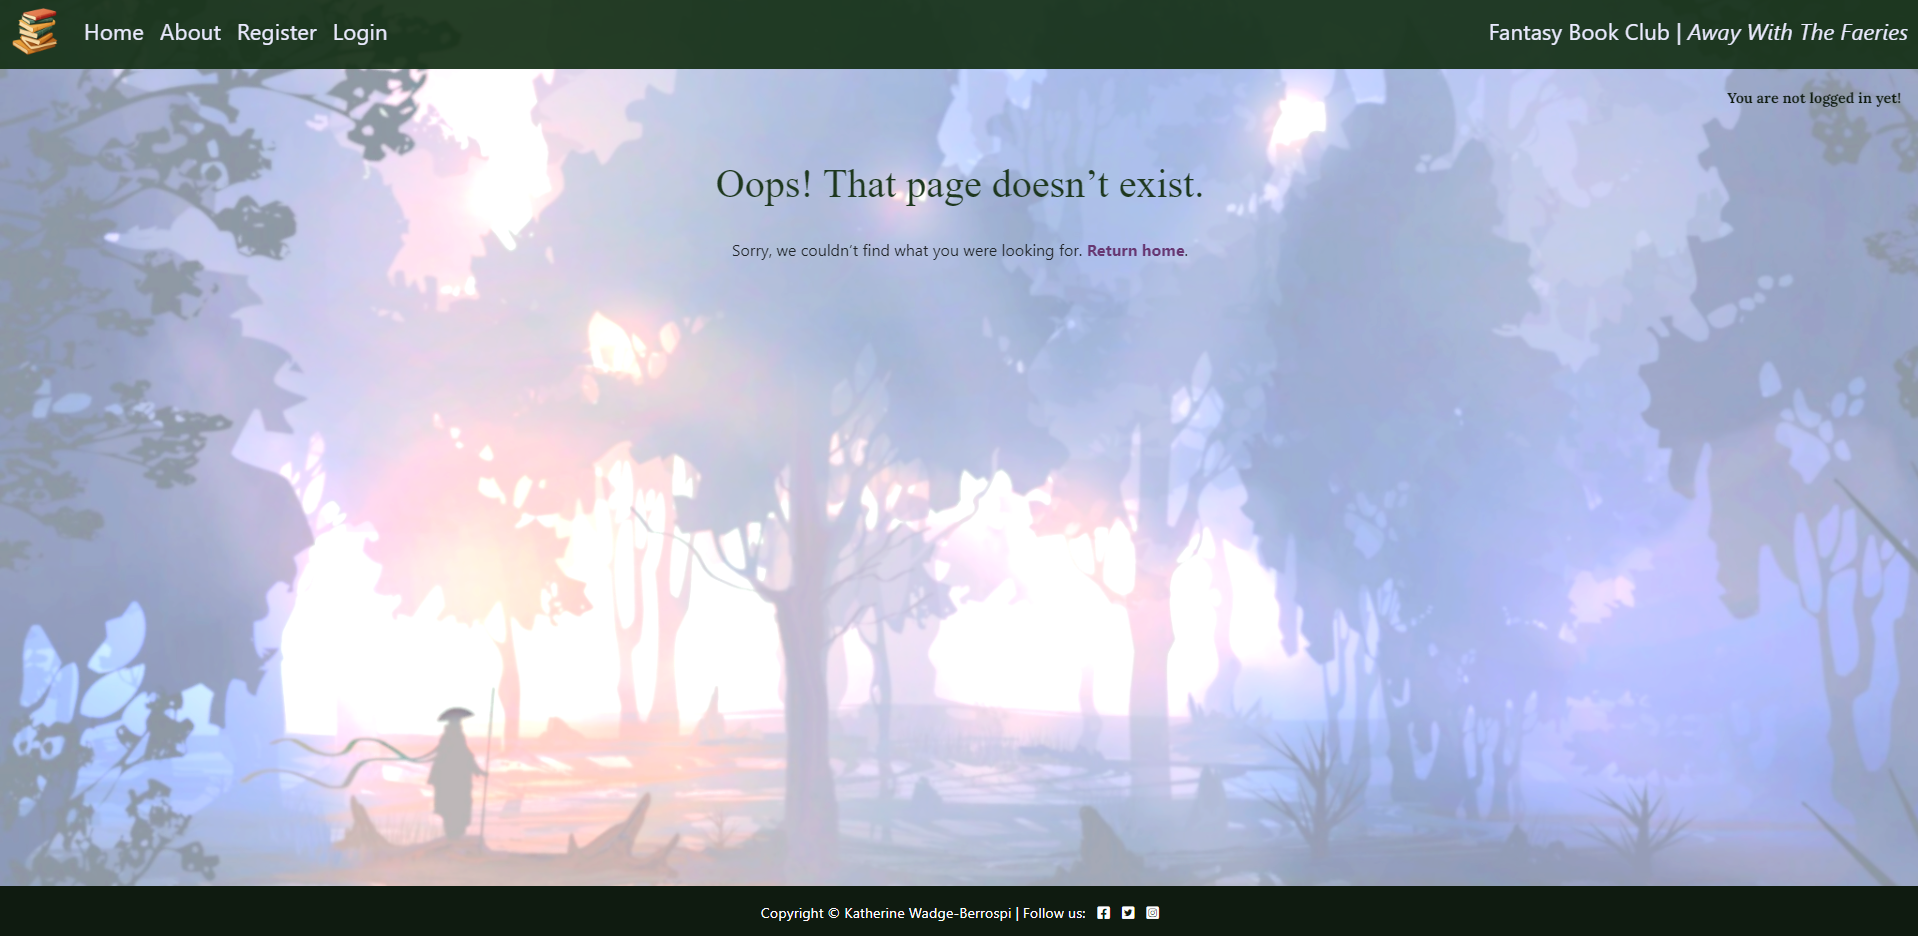 Home About Register Login
Fantasy Book Club | Away With The Faeries
You are not logged in yet!
Oops! That page doesn’t exist.
Sorry, we couldn’t find what you were looking for. Return home.
Copyright © Katherine Wadge-Berrospi | Follow us: